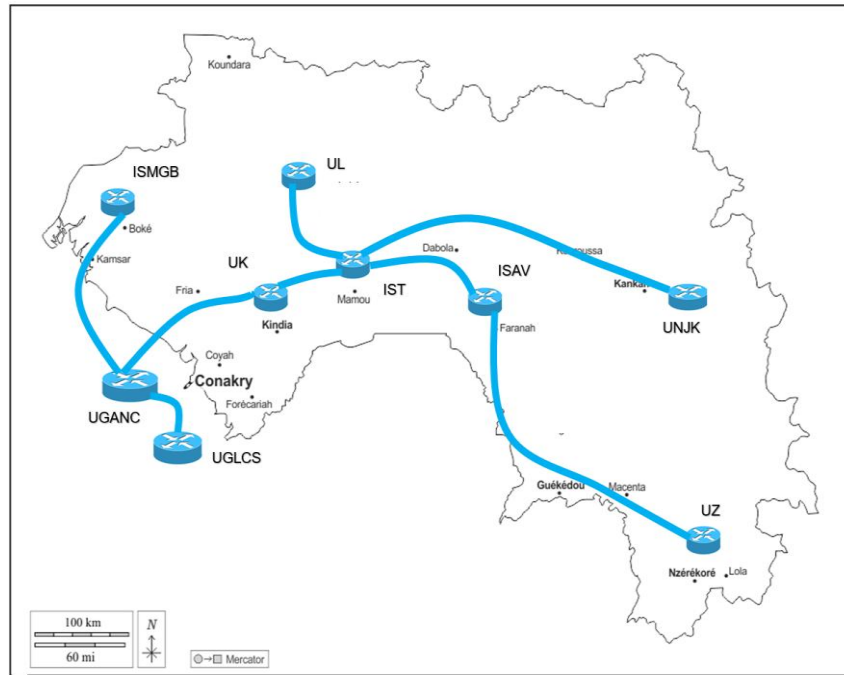 Koundara
UL
ISMGB
Boké
Dabola
UK
Kamsar
ISAV
Fria
IST
Mamou
Kankan
UNJK
Kindia
Faranah
Coyah
Conakry
Forécariah
UGANC
UGLCS
Guékédou
Macenta
UZ
Nzérékoré
Lola
100 km
60 mi
N
Mercator